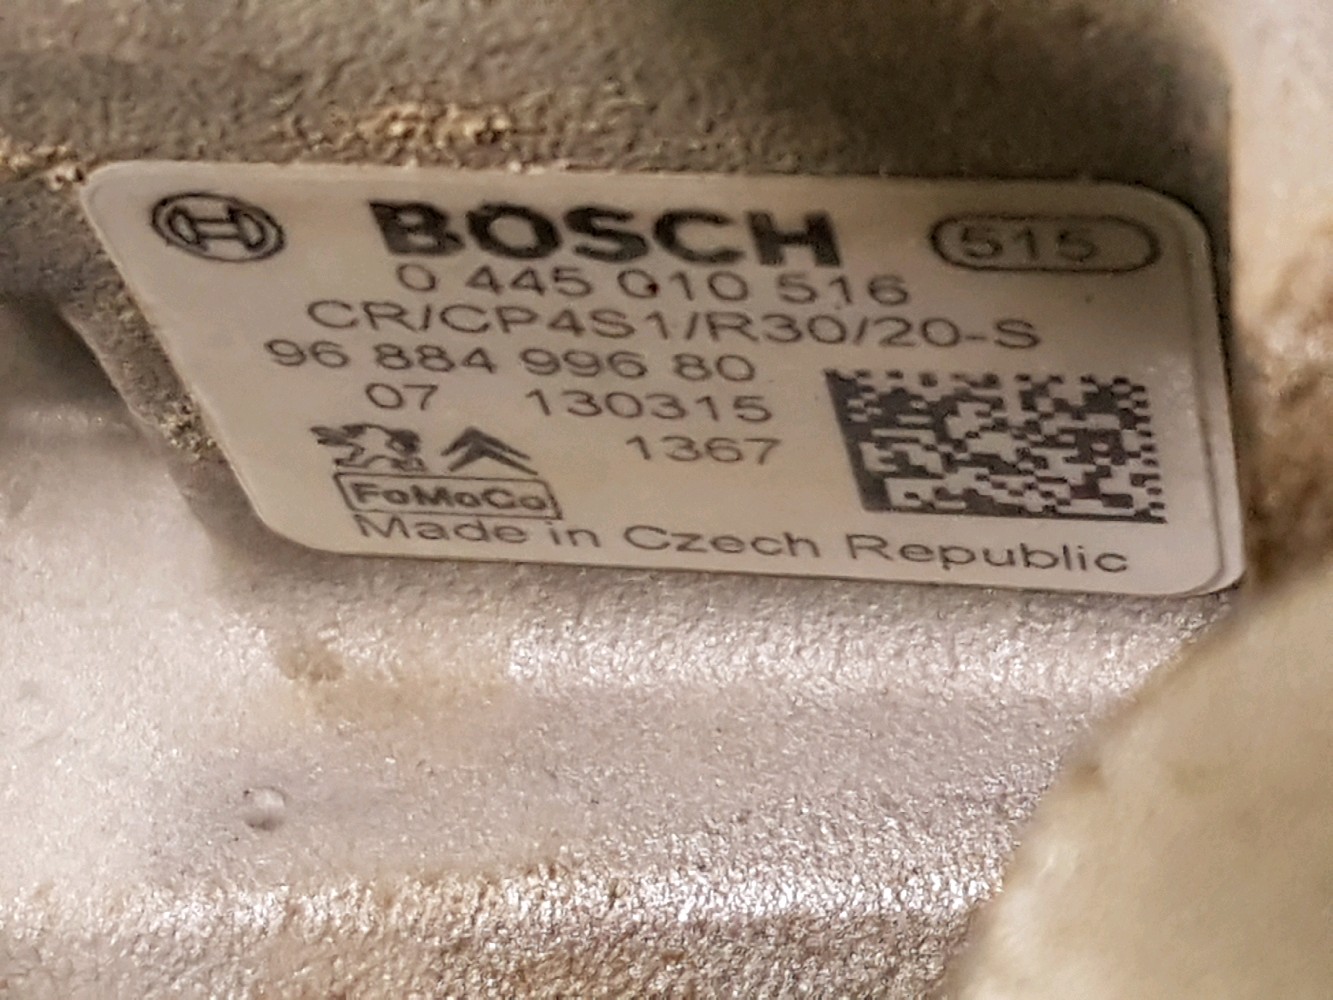 BOSCH 515
0 445 010 516
CR/CP4S1/R30/20-S
96 884 996 80
07 130315
1367
FoMoCo
Made in Czech Republic